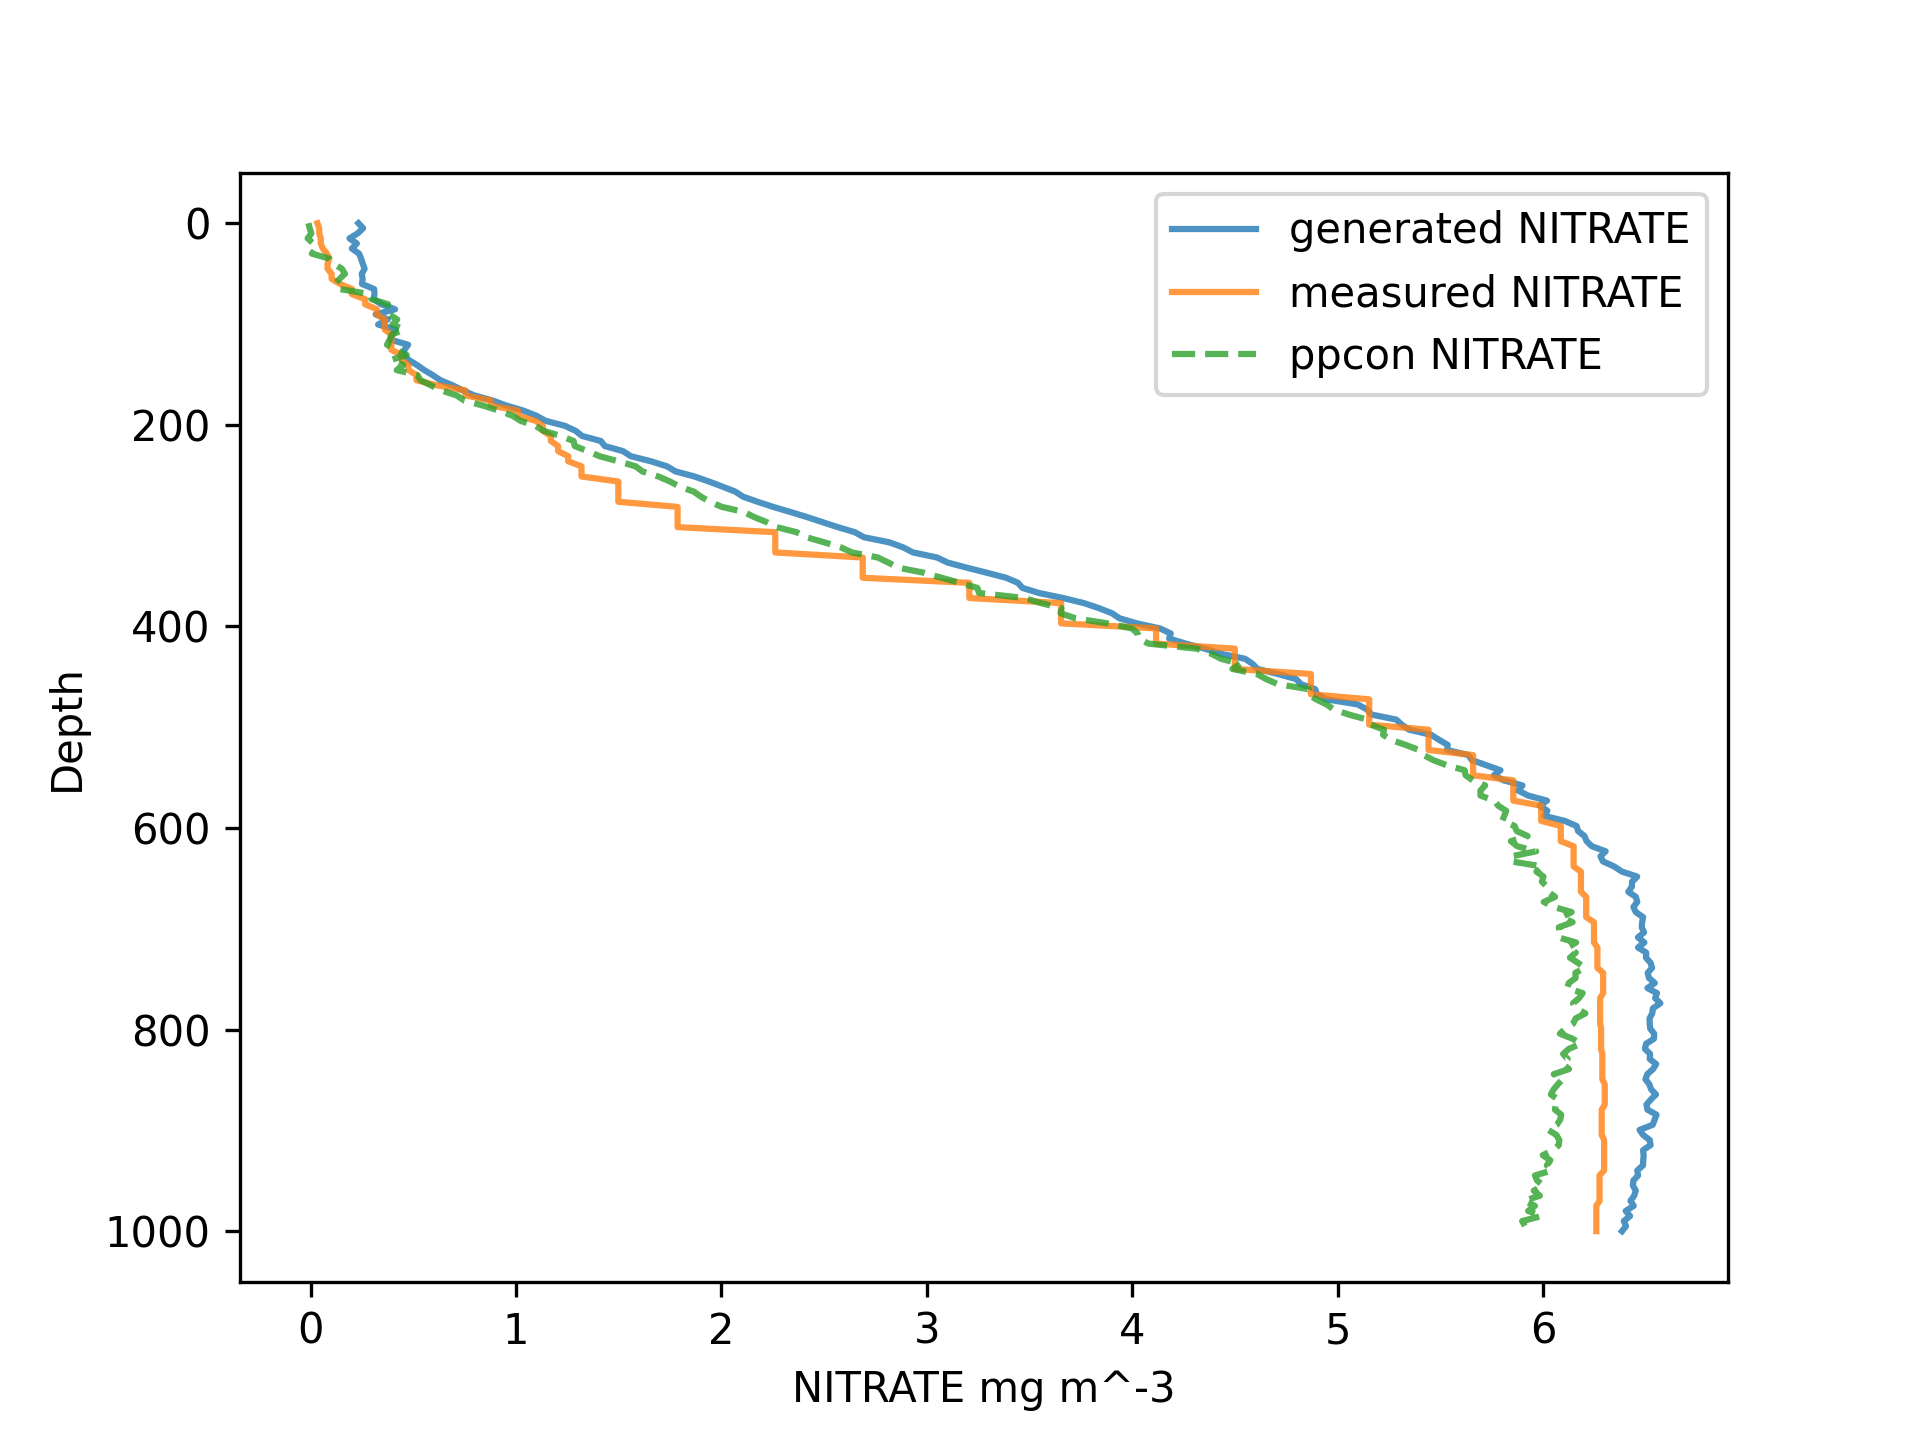 generated NITRATE
measured NITRATE
ppcon NITRATE
0
200
400
600
800
1000
Depth
0 1 2 3 4 5 6
NITRATE mg m^-3